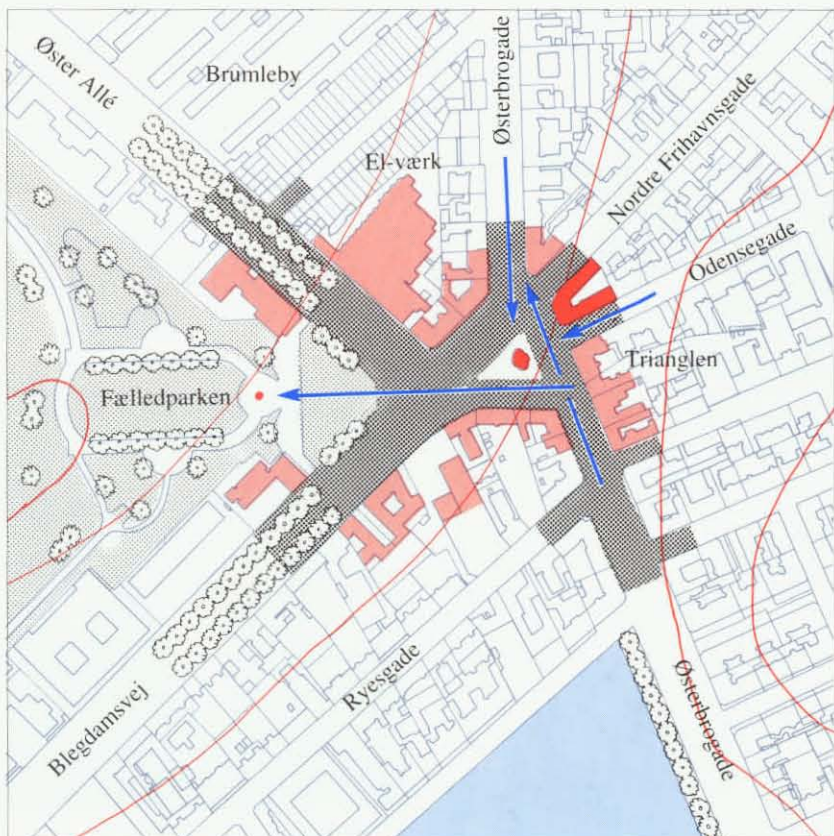 Øster Allé
Brumleby
Østerbrogade
El-værk
Nordre Frihavnsgade
Odensegade
Trianglen
Fælledparken
Ryesgade
Blegdamsvej
Østerbrogade